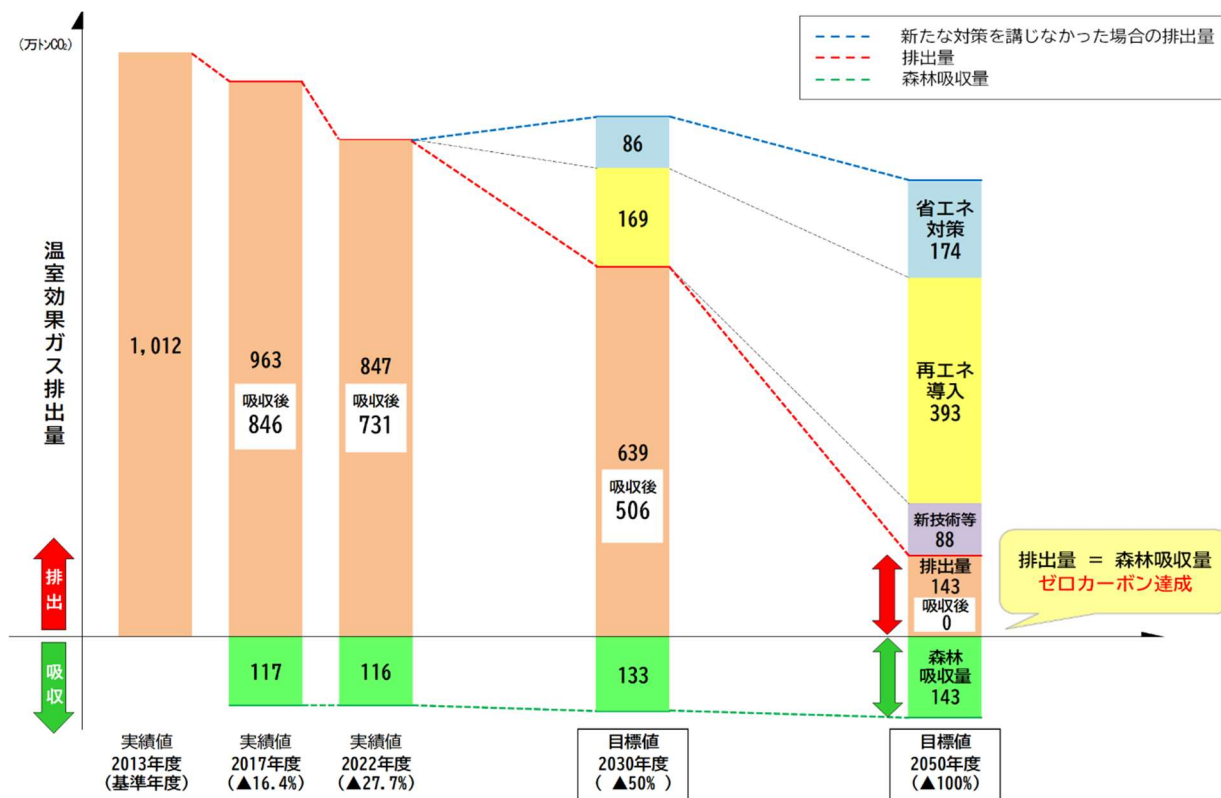 (万トンCO₂)
新たな対策を講じなかった場合の排出量
排出量
森林吸収量
温室効果ガス排出量
排出
吸収
1,012
963
吸収後
846
847
吸収後
731
86
169
639
吸収後
506
省エネ
対策
174
再エネ
導入
393
新技術等
88
排出量
143
吸収後
0
排出量 = 森林吸収量
ゼロカーボン達成
117
116
133
森林
吸収量
143
実績値
2013年度
(基準年度)
実績値
2017年度
(▲16.4%)
実績値
2022年度
(▲27.7%)
目標値
2030年度
( ▲50% )
目標値
2050年度
(▲100%)